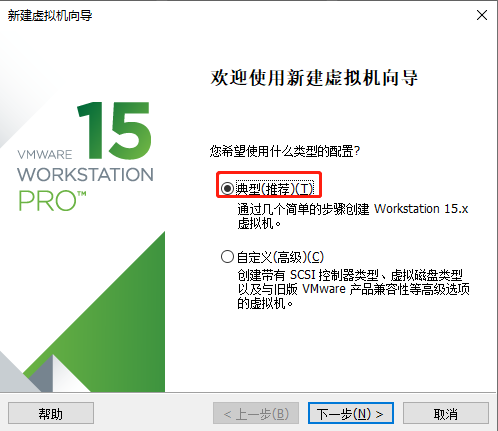 新建虚拟机向导
欢迎使用新建虚拟机向导
15
VMWARE
WORKSTATION
PRO™
您希望使用什么类型的配置?
典型(推荐)(T)
通过几个简单的步骤创建 Workstation 15.x
虚拟机。
自定义(高级)(C)
创建带有 SCSI 控制器类型、虚拟磁盘类型
以及与旧版 VMware 产品兼容性等高级选项
的虚拟机。
帮助
< 上一步(B)
下一步(N) >
取消